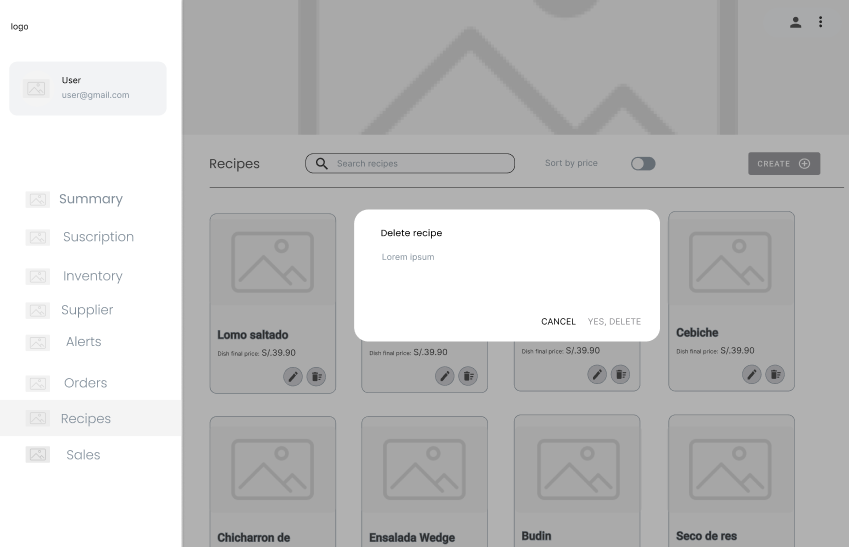 logo
User
user@gmail.com
Summary
Suscription
Inventory
Supplier
Alerts
Orders
Recipes
Sales
Recipes
Search recipes
Sort by price
CREATE
Delete recipe
Lorem ipsum
CANCEL YES, DELETE
Lomo saltado
Dish final price: S/.39.90
Dish final price: S/.39.90
Dish final price: S/.39.90
Cebiche
Dish final price: S/.39.90
Chicharron de
Ensalada Wedge
Budin
Seco de res